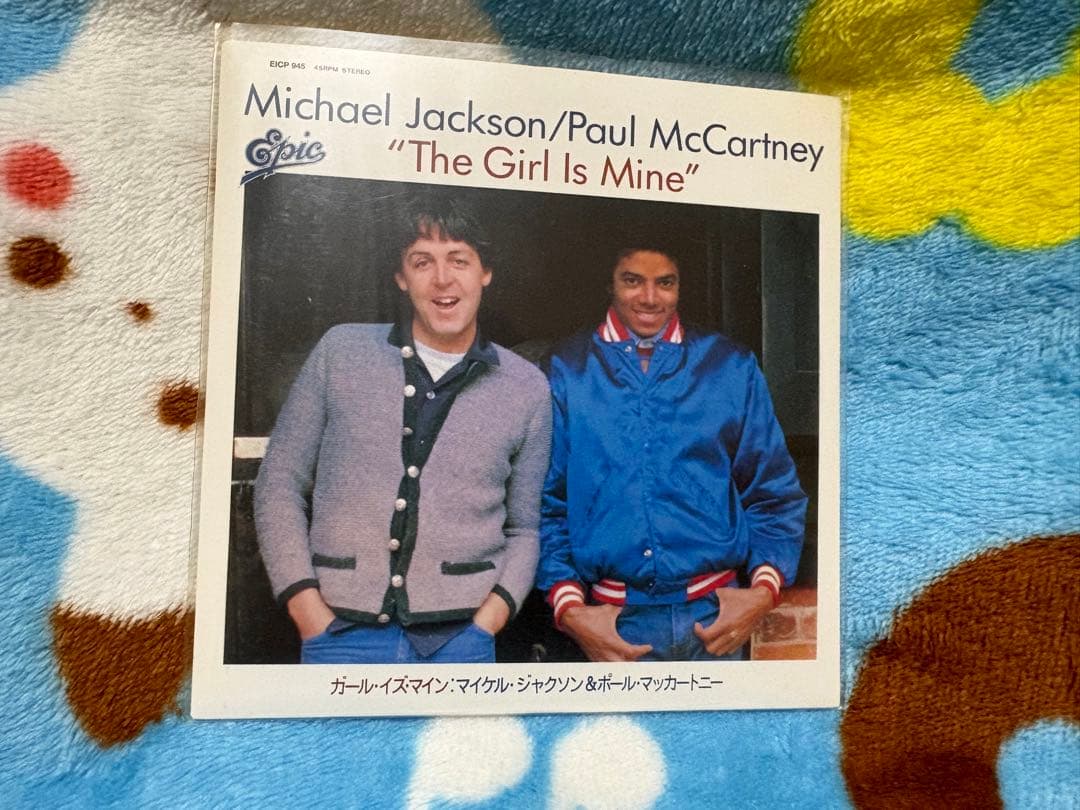 EICP 945 45RPM STEREO
Michael Jackson/Paul McCartney
Epic
"The Girl Is Mine"
ガール・イズ・マイン:マイケル・ジャクソン&ポール・マッカートニー